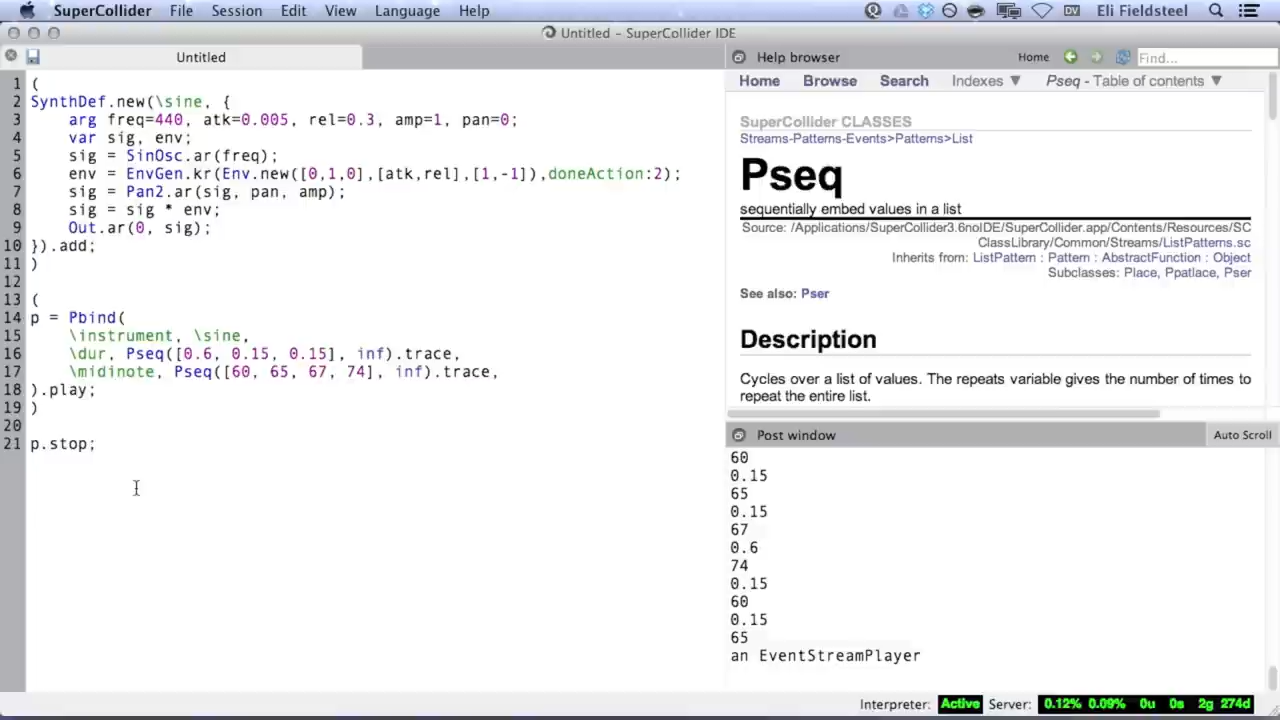 SuperCollider File Session Edit View Language Help Eli Fieldsteel
Untitled - SuperCollider IDE
Untitled
1 (
2 SynthDef.new(\sine, {
3 arg freq=440, atk=0.005, rel=0.3, amp=1, pan=0;
4 var sig, env;
5 sig = SinOsc.ar(freq);
6 env = EnvGen.kr(Env.new([0,1,0],[atk,rel],[1,-1]),doneAction:2);
7 sig = Pan2.ar(sig, pan, amp);
8 sig = sig * env;
9 Out.ar(0, sig);
10 }).add;
11 )
12
13 (
14 p = Pbind(
15 \instrument, \sine,
16 \dur, Pseq([0.6, 0.15, 0.15], inf).trace,
17 \midinote, Pseq([60, 65, 67, 74], inf).trace,
18 ).play;
19 )
20
21 p.stop;
Help browser Home Find...
Home Browse Search Indexes ▼ Pseq - Table of contents ▼
SuperCollider CLASSES
Streams-Patterns-Events>Patterns>List
Pseq
sequentially embed values in a list
Source: /Applications/SuperCollider3.6noIDE/SuperCollider.app/Contents/Resources/SC
ClassLibrary/Common/Streams/ListPatterns.sc
Inherits from: ListPattern : Pattern : AbstractFunction : Object
Subclasses: Place, Ppatlace, Pser
See also: Pser
Description
Cycles over a list of values. The repeats variable gives the number of times to
repeat the entire list.
Post window Auto Scroll
60
0.15
65
0.15
67
0.6
74
0.15
60
0.15
65
an EventStreamPlayer
Interpreter: Active Server: 0.12% 0.09% 0u 0s 2g 274d